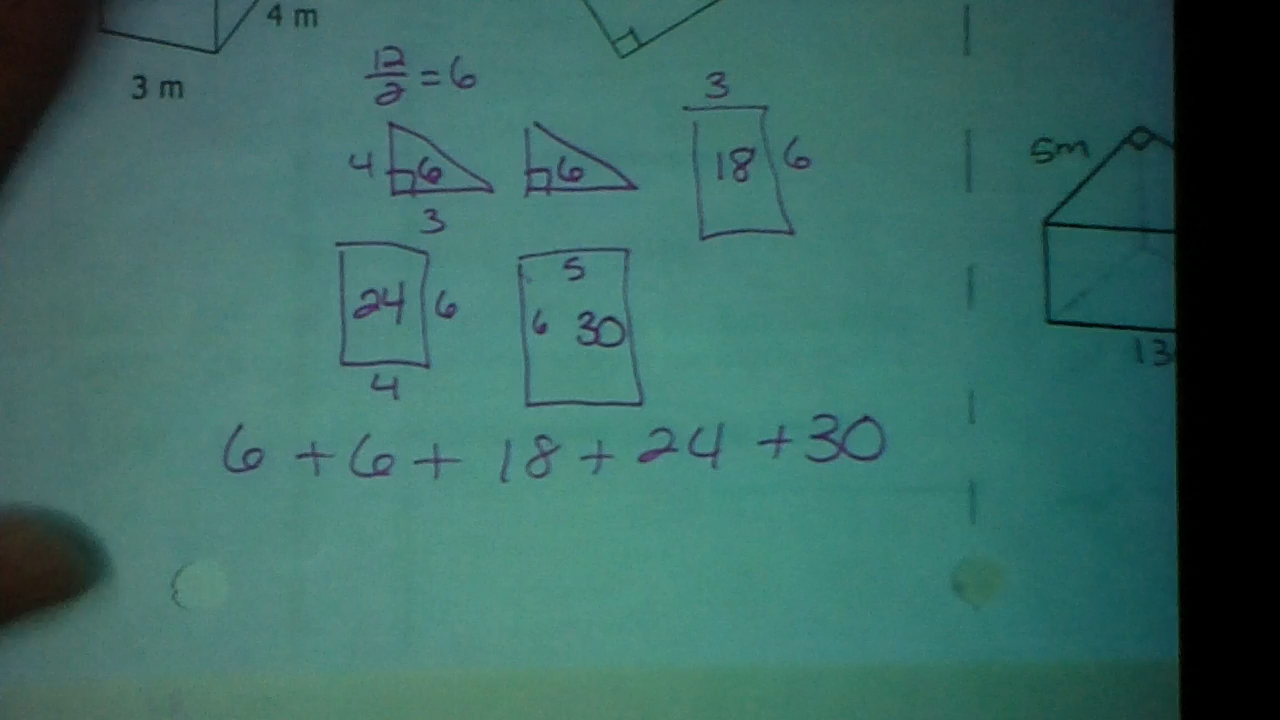 4 m
3 m
12/2 = 6
3
4 6 6 18 6
3
5m
24 6
5
6 30
4
13
6 + 6 + 18 + 24 + 30